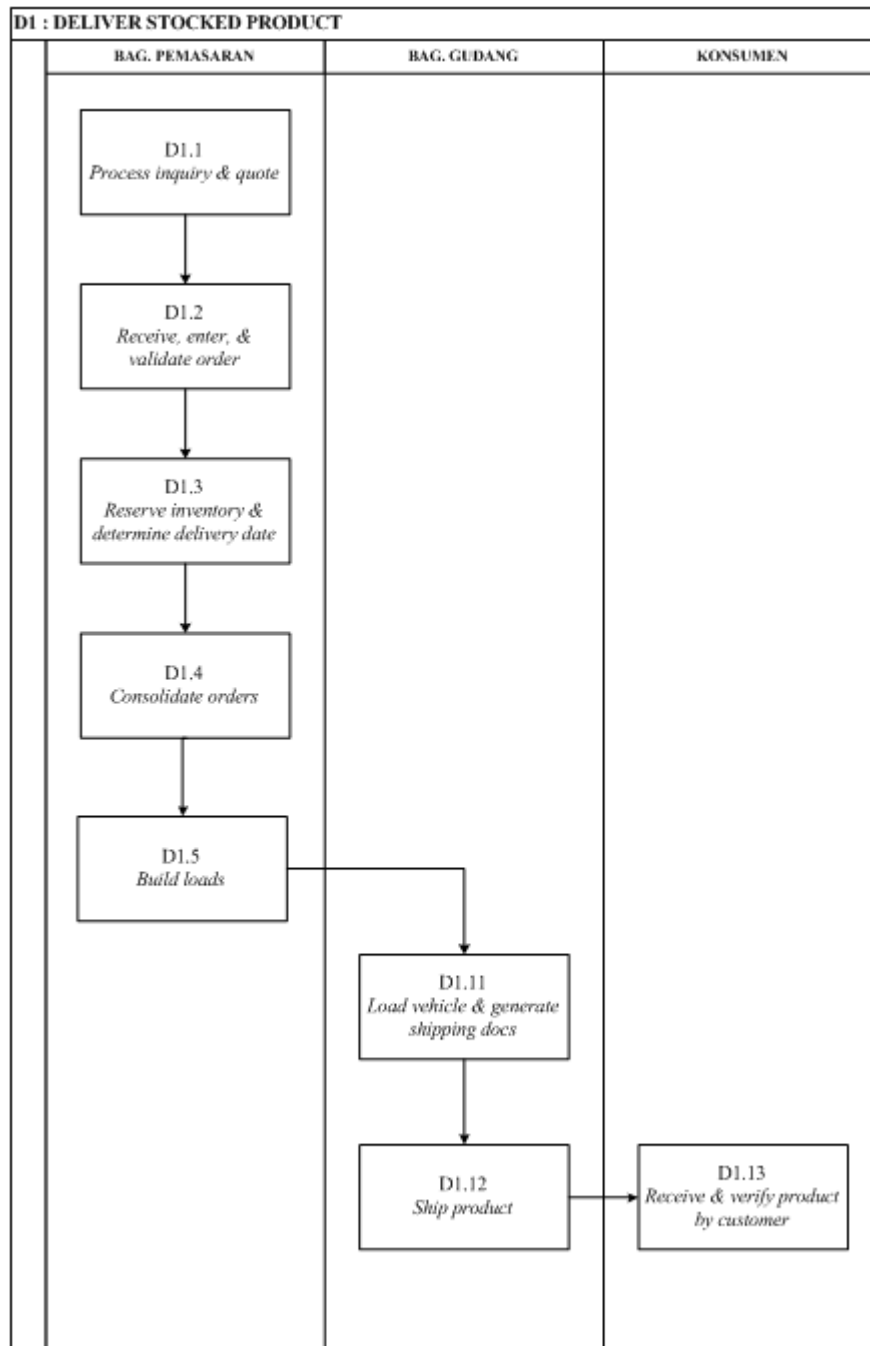 D1 : DELIVER STOCKED PRODUCT
BAG. PEMASARAN
BAG. GUDANG
KONSUMEN
D1.1
Process inquiry & quote
D1.2
Receive, enter, &
validate order
D1.3
Reserve inventory &
determine delivery date
D1.4
Consolidate orders
D1.5
Build loads
D1.11
Load vehicle & generate
shipping docs
D1.12
Ship product
D1.13
Receive & verify product
by customer